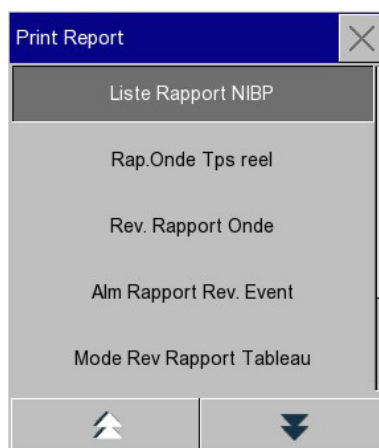 Print Report
Liste Rapport NIBP
Rap.Onde Tps reel
Rev. Rapport Onde
Alm Rapport Rev. Event
Mode Rev Rapport Tableau